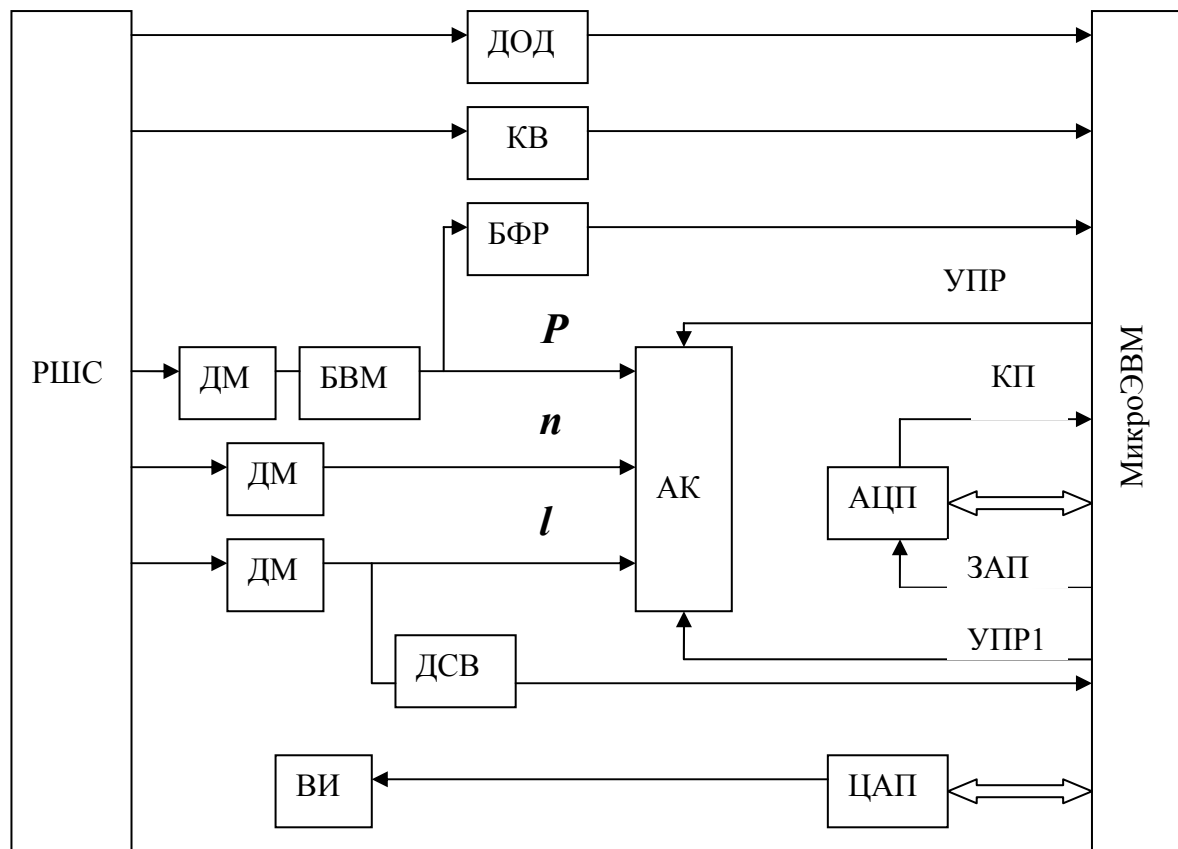 ДОД
КВ
БФР
УПР
P
КП
РШС
ДМ
БВМ
n
МикроЭВМ
ДМ
АК
АЦП
l
ДМ
ЗАП
УПР1
ДСВ
ВИ
ЦАП